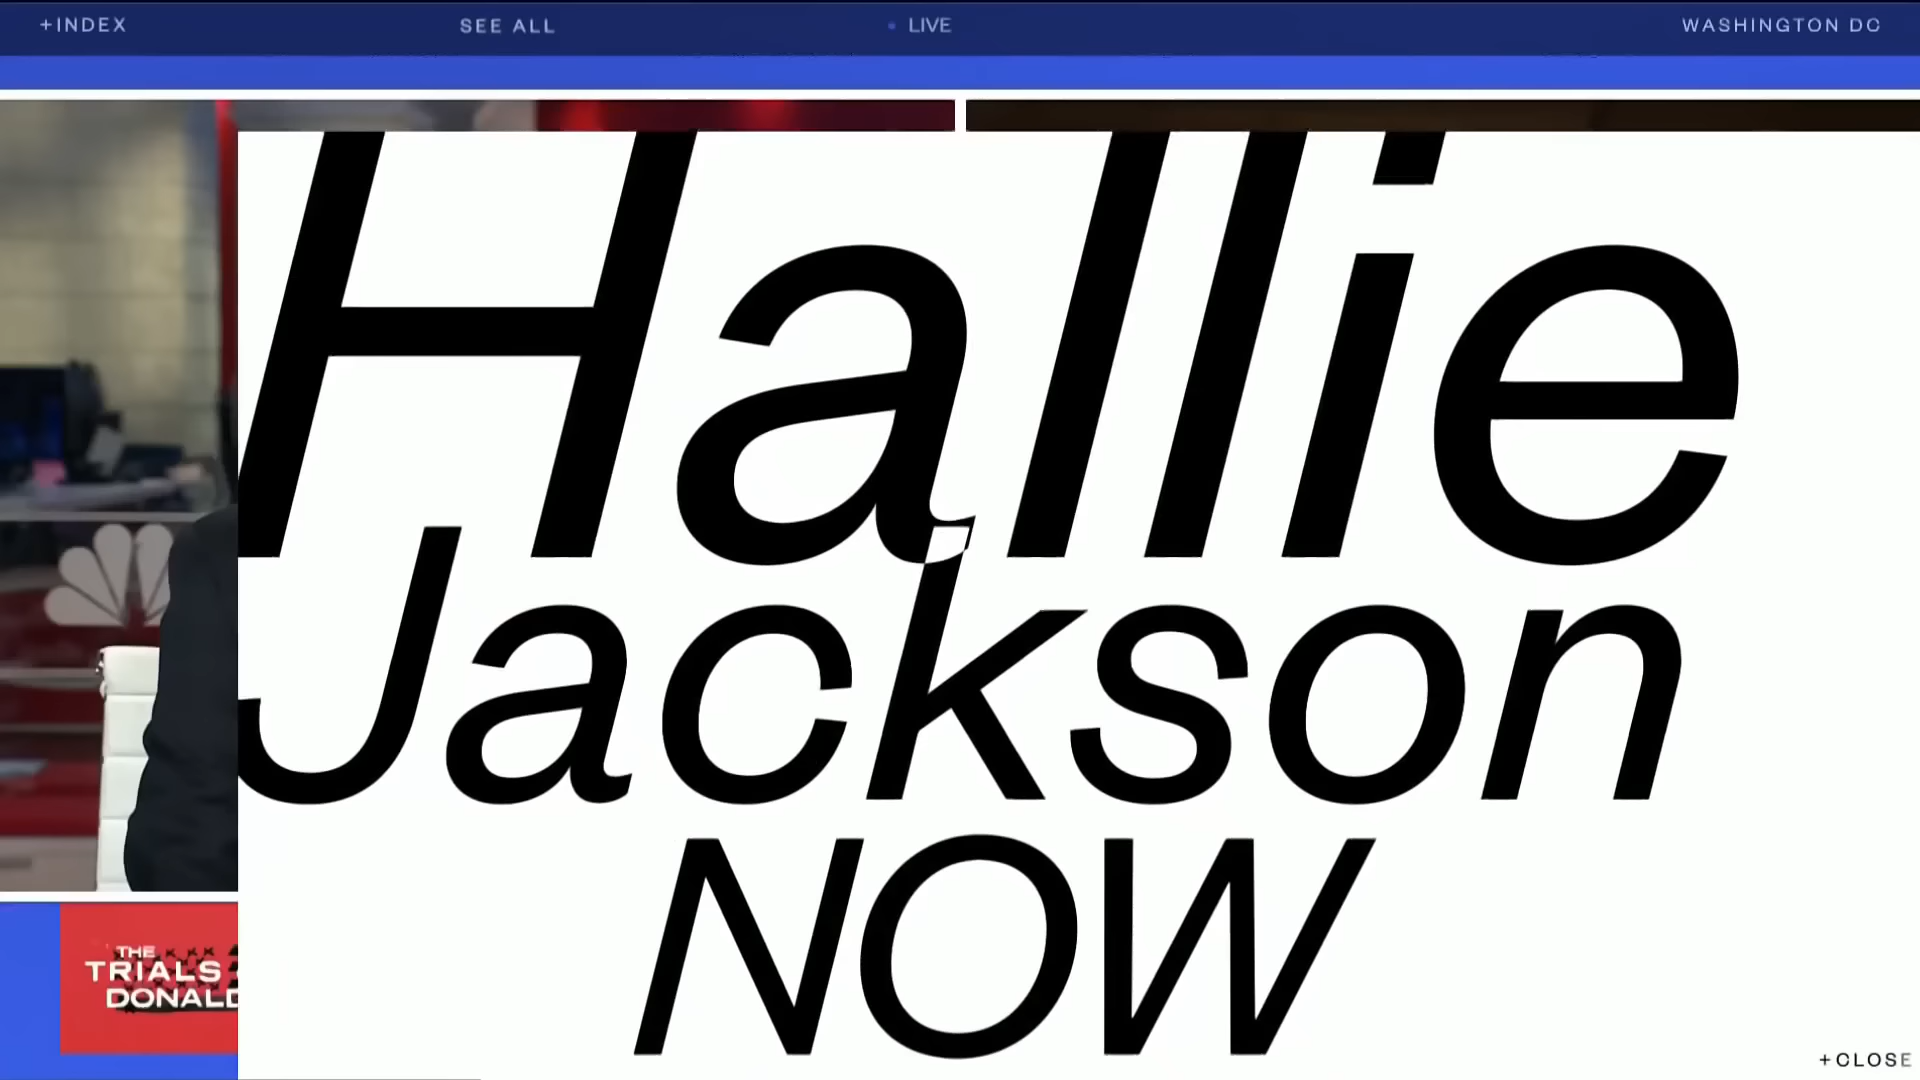 +INDEX
SEE ALL
LIVE
WASHINGTON DC
Hallie
Jackson
NOW
THE
TRIALS
DONALD
+CLOSE